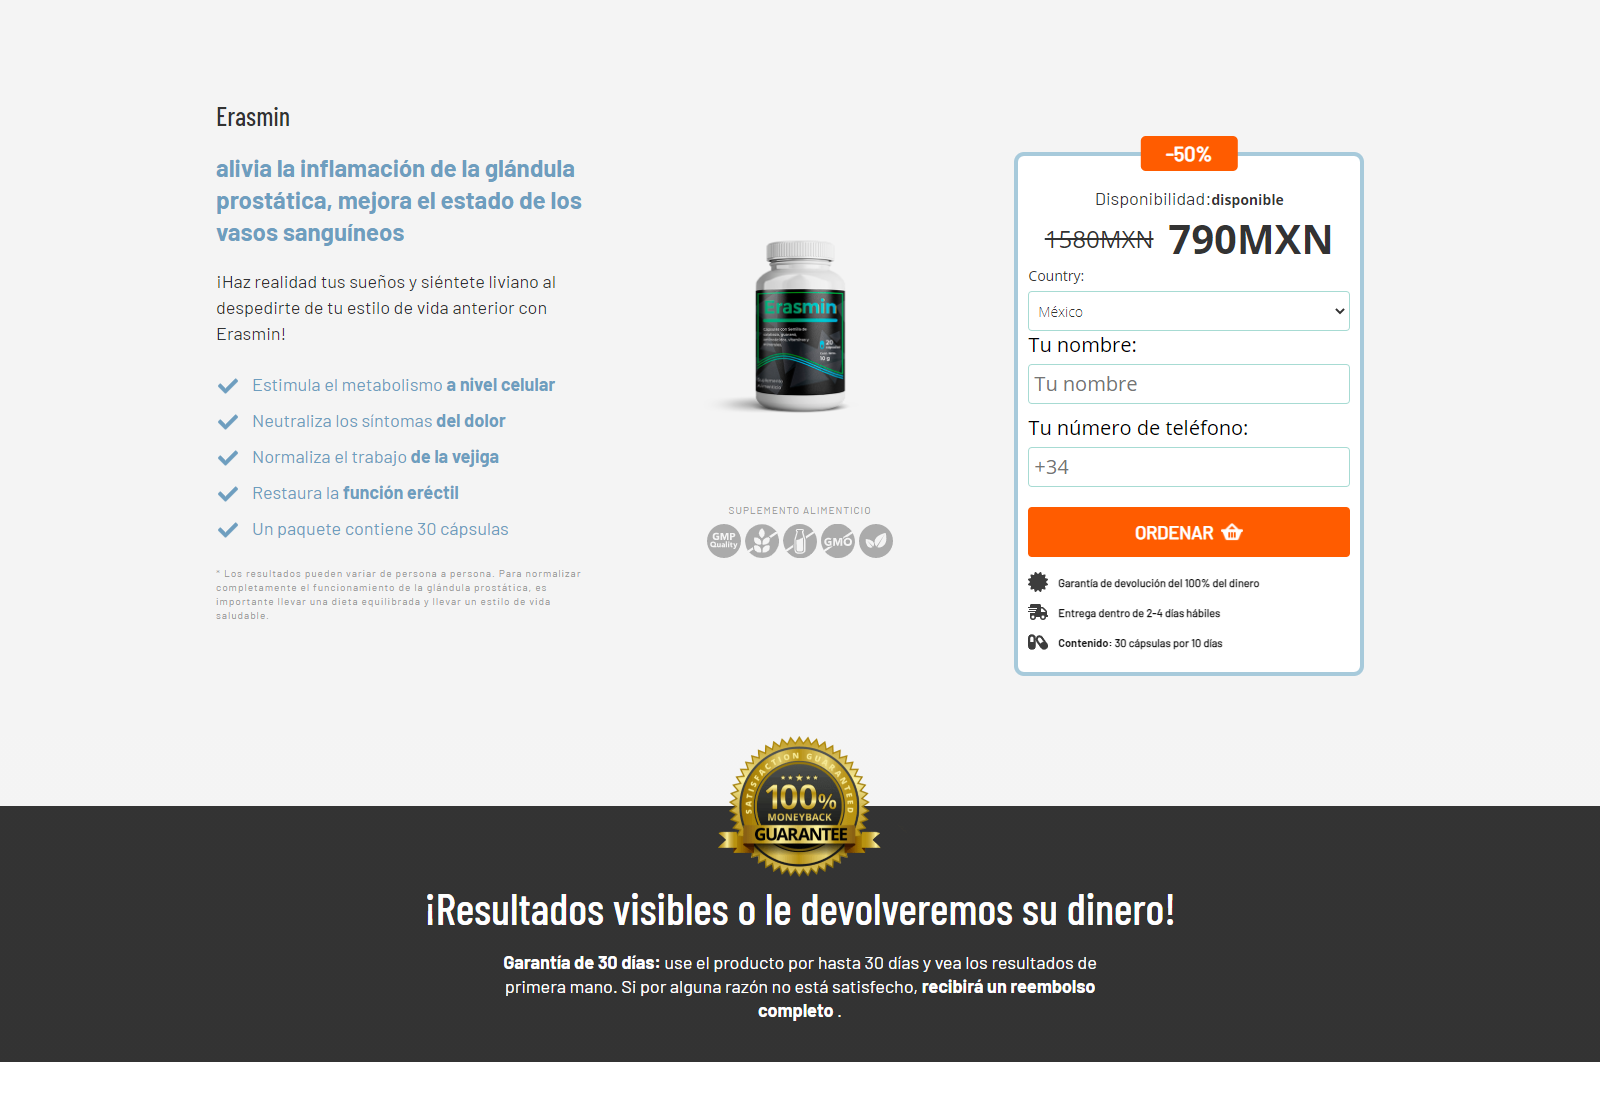 Erasmin
alivia la inflamación de la glándula
prostática, mejora el estado de los
vasos sanguíneos
¡Haz realidad tus sueños y siéntete liviano al
despedirte de tu estilo de vida anterior con
Erasmin!
Estimula el metabolismo a nivel celular
Neutraliza los síntomas del dolor
Normaliza el trabajo de la vejiga
Restaura la función eréctil
Un paquete contiene 30 cápsulas
* Los resultados pueden variar de persona a persona. Para normalizar
completamente el funcionamiento de la glándula prostática, es
importante llevar una dieta equilibrada y llevar un estilo de vida
saludable.
Erasmin
20
10 g
SUPLEMENTO ALIMENTICIO
GMP
Quality
GMO
-50%
Disponibilidad:disponible
1580MXN 790MXN
Country:
México
Tu nombre:
Tu nombre
Tu número de teléfono:
+34
ORDENAR
Garantía de devolución del 100% del dinero
Entrega dentro de 2-4 días hábiles
Contenido: 30 cápsulas por 10 días
SATISFACTION GUARANTEED
100%
MONEYBACK
GUARANTEE
¡Resultados visibles o le devolveremos su dinero!
Garantía de 30 días: use el producto por hasta 30 días y vea los resultados de
primera mano. Si por alguna razón no está satisfecho, recibirá un reembolso
completo .